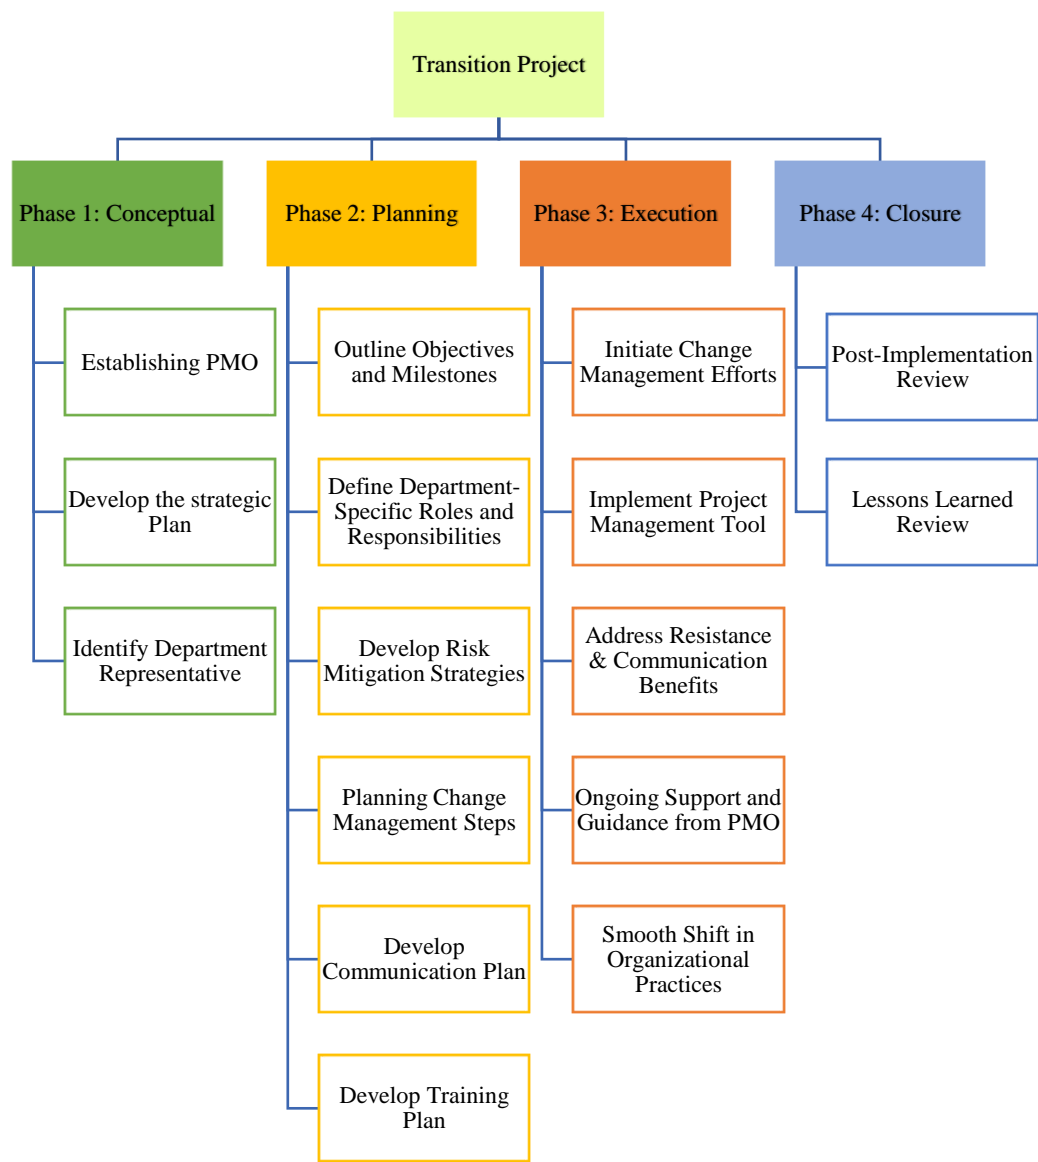 Transition Project
Phase 1: Conceptual
Establishing PMO
Develop the strategic
Plan
Identify Department
Representative
Phase 2: Planning
Outline Objectives
and Milestones
Define Department-
Specific Roles and
Responsibilities
Develop Risk
Mitigation Strategies
Planning Change
Management Steps
Develop
Communication Plan
Develop Training
Plan
Phase 3: Execution
Initiate Change
Management Efforts
Implement Project
Management Tool
Address Resistance
& Communication
Benefits
Ongoing Support and
Guidance from PMO
Smooth Shift in
Organizational
Practices
Phase 4: Closure
Post-Implementation
Review
Lessons Learned
Review